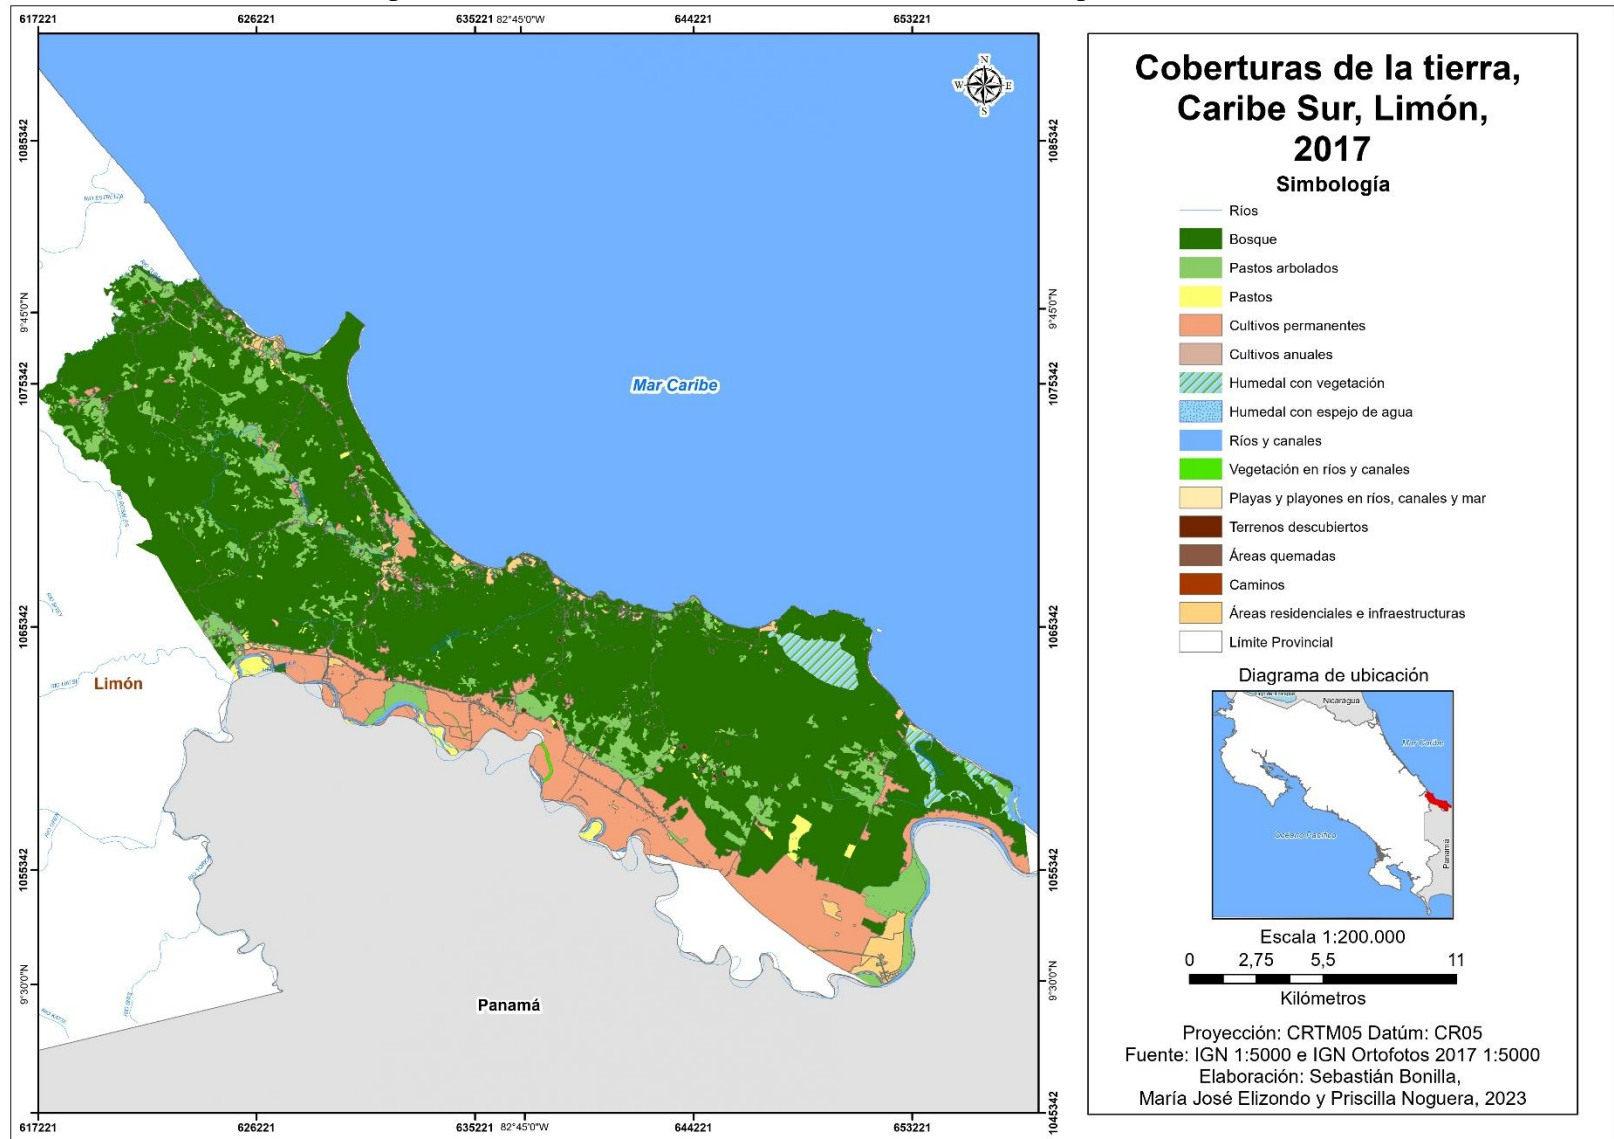 617221
626221
635221
82°45'0"W
644221
653221
1085342
1085342
9°45'0"N
9°45'0"N
1075342
1075342
1065342
1065342
1055342
1055342
9°30'0"N
9°30'0"N
1045342
617221
626221
635221
82°45'0"W
644221
653221
N
W
E
S
RIO ESTRELLA
Mar Caribe
Limón
Panamá
Coberturas de la tierra,
Caribe Sur, Limón,
2017
Simbología
Ríos
Bosque
Pastos arbolados
Pastos
Cultivos permanentes
Cultivos anuales
Humedal con vegetación
Humedal con espejo de agua
Ríos y canales
Vegetación en ríos y canales
Playas y playones en ríos, canales y mar
Terrenos descubiertos
Áreas quemadas
Caminos
Áreas residenciales e infraestructuras
Límite Provincial
Diagrama de ubicación
Nicaragua
Mar Caribe
Océano Pacífico
Panamá
Escala 1:200.000
0 2,75 5,5 11
Kilómetros
Proyección: CRTM05 Datúm: CR05
Fuente: IGN 1:5000 e IGN Ortofotos 2017 1:5000
Elaboración: Sebastián Bonilla,
María José Elizondo y Priscilla Noguera, 2023